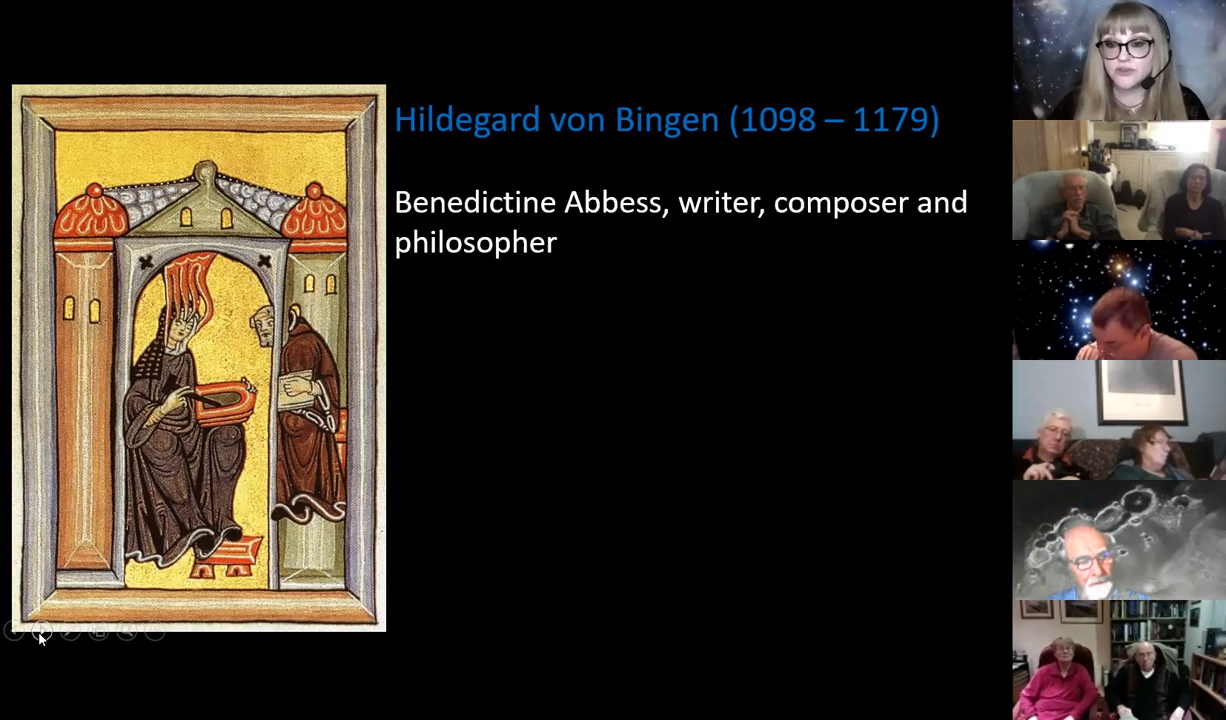 Hildegard von Bingen (1098 – 1179)
Benedictine Abbess, writer, composer and
philosopher